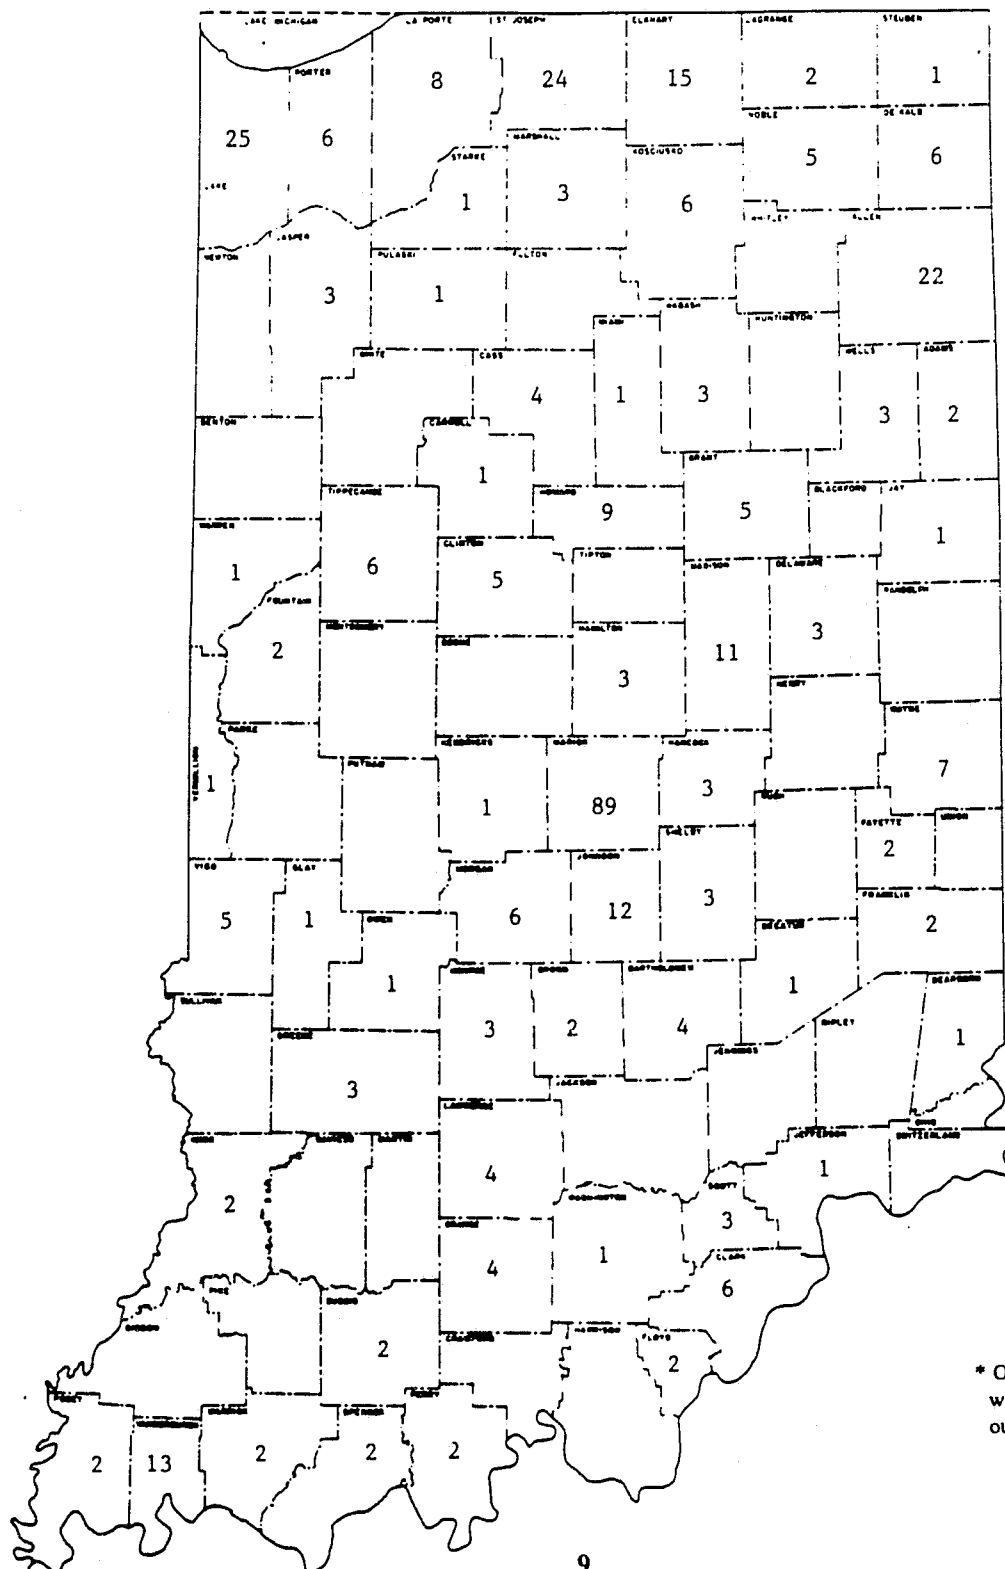 LAKE MICHIGAN LA PORTE ST JOSEPH ELKHART LAGRANGE STEUBEN
PORTER 8 24 15 2 1
NOBLE DE KALB
25 6 MARSHALL
STARKE KOSCIUSKO 5 6
LAKE 1 3 6
WHITLEY ALLEN
JASPER
NEWTON PULASKI FULTON
3 1 22
WABASH
MIAMI HUNTINGTON
WHITE CASS WELLS ADAMS
4 1 3 3 2
BENTON CARROLL
GRANT
1
TIPPECANOE HOWARD BLACKFORD JAY
9 5
WARREN
CLINTON 1
TIPTON
1 6 5 MADISON DELAWARE
RANDOLPH
FOUNTAIN
MONTGOMERY HAMILTON
BOONE 3
2 11
3
HENRY
WAYNE
PARKE
HENDRICKS MARION HANCOCK
PUTNAM
VERMILLION 1 7
3
RUSH
1 89
FAYETTE UNION
SHELBY
2
JOHNSON
VIGO CLAY MORGAN
FRANKLIN
5 1 6 12 3 2
OWEN DECATUR
MONROE BROWN BARTHOLOMEW
DEARBORN
1 1
SULLIVAN
RIPLEY
GREENE 3 2 4
1
JENNINGS
JACKSON
3
LAWRENCE
OHIO
KNOX DAVIESS MARTIN JEFFERSON SWITZERLAND
4 1
SCOTT
2 WASHINGTON
3
ORANGE
1 CLARK
4
PIKE 6
DUBOIS
GIBSON
CRAWFORD HARRISON FLOYD
2 2
* O
w
ou
POSEY PERRY
VANDERBURGH WARRICK SPENCER
2 13 2 2 2
9